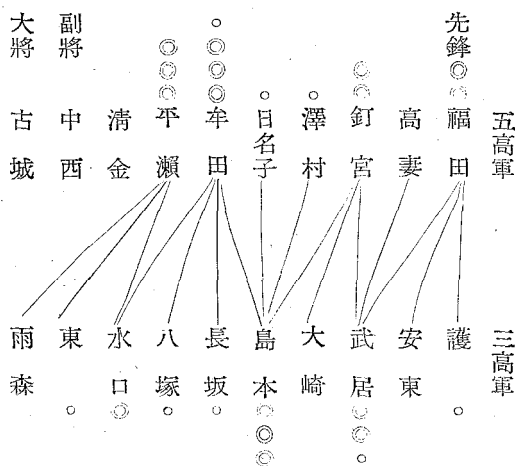 五高軍 三高軍
先鋒 福田 護
高妻 安東
釘宮 武居
澤村 大崎
日名子 島本
牟田 長坂
平瀨 八塚
清金 水口
副將 中西 東
大將 古城 雨森